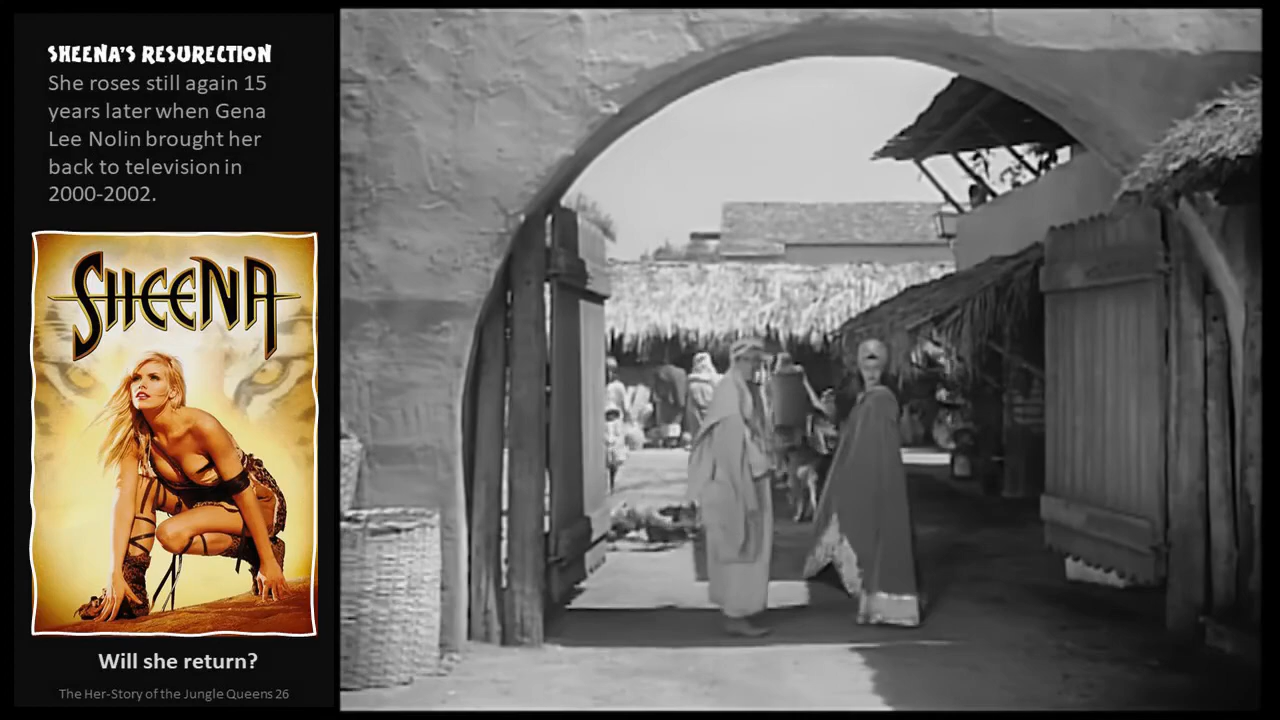 SHEENA'S RESURECTION
She roses still again 15
years later when Gena
Lee Nolin brought her
back to television in
2000-2002.
SHEENA
Will she return?
The Her-Story of the Jungle Queens 26